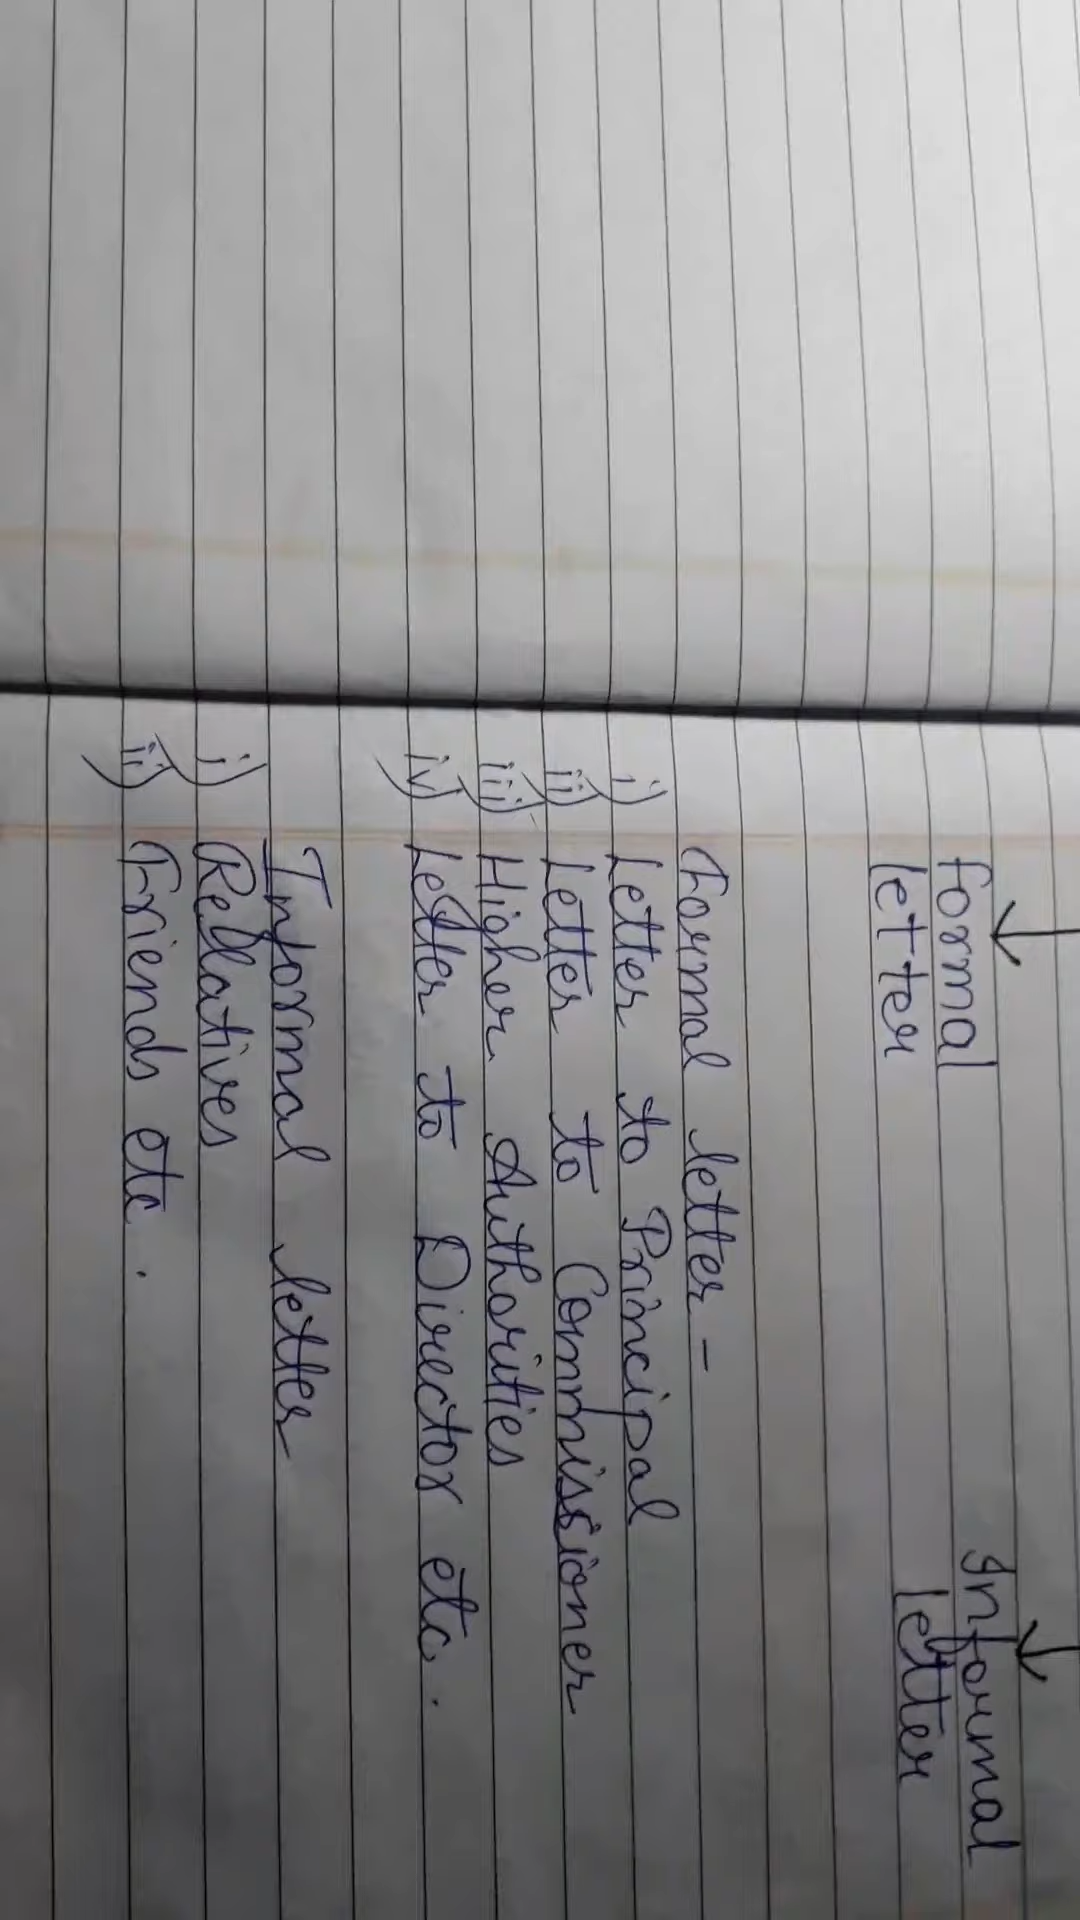 Formal Informal
letter letter
Formal letter -
i) Letter to Principal
ii) Letter to Commissioner
iii) Higher Authorities
iv) Letter to Director etc.
Informal letter
i) Relatives
ii) Friends etc.